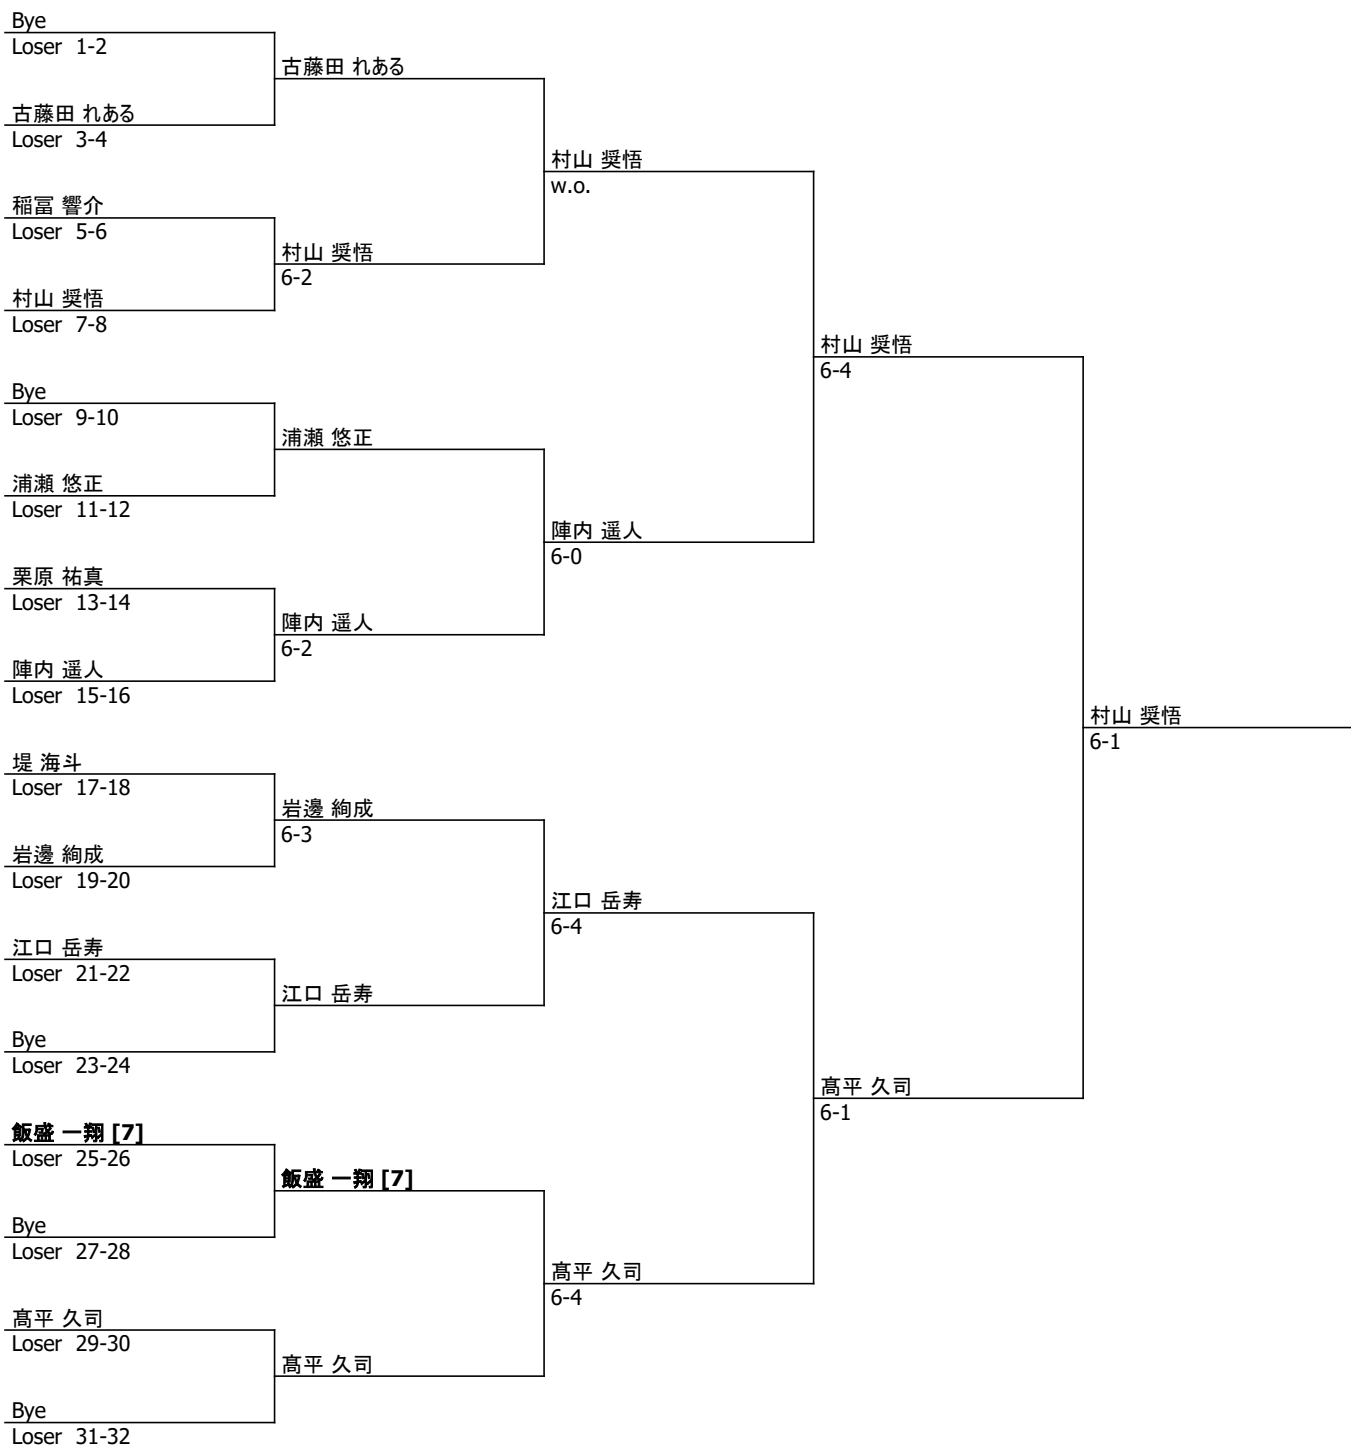 Bye
Loser 1-2
古藤田 れある
Loser 3-4
稲冨 響介
Loser 5-6
村山 奨悟
Loser 7-8
Bye
Loser 9-10
浦瀬 悠正
Loser 11-12
栗原 祐真
Loser 13-14
陣内 遥人
Loser 15-16
堤 海斗
Loser 17-18
岩邊 絢成
Loser 19-20
江口 岳寿
Loser 21-22
Bye
Loser 23-24
飯盛 一翔 [7]
Loser 25-26
Bye
Loser 27-28
髙平 久司
Loser 29-30
Bye
Loser 31-32
古藤田 れある
村山 奨悟
6-2
浦瀬 悠正
陣内 遥人
6-2
岩邊 絢成
6-3
江口 岳寿
飯盛 一翔 [7]
髙平 久司
村山 奨悟
w.o.
陣内 遥人
6-0
江口 岳寿
6-4
髙平 久司
6-4
村山 奨悟
6-4
髙平 久司
6-1
村山 奨悟
6-1